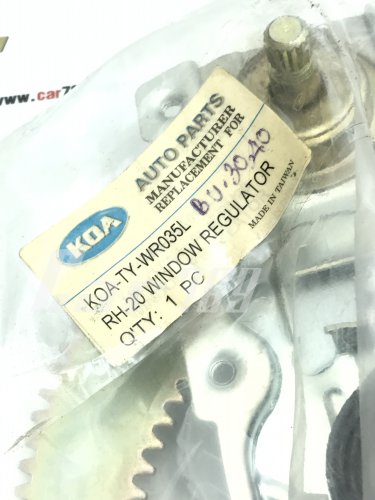 www.car78
KOA
AUTO PARTS
MANUFACTURER
REPLACEMENT FOR
BU.30,40
KOA-TY-WR035L
RH-20 WINDOW REGULATOR
Q'TY: 1 PC
MADE IN TAIWAN